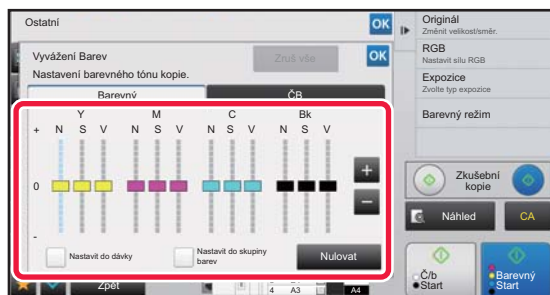 Ostatní
OK
Vyvážení Barev
Zruš vše
OK
Nastavení barevného tónu kopie.
Barevný
ČB
Y M C Bk
+ N S V N S V N S V N S V
+
0
−
-
Nastavit do dávky
Nastavit do skupiny barev
Nulovat
Zpět
4 A3
A4
Originál
Změnit velikost/směr.
RGB
Nastavit sílu RGB
Expozice
Zvolte typ expozice
Barevný režim
Zkušební
kopie
Náhled
CA
Č/b
Start
Barevný
Start